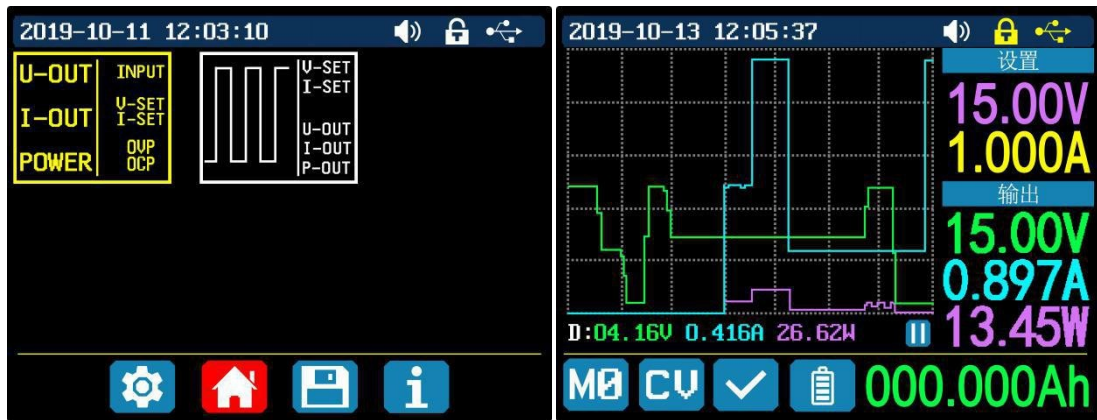 2019-10-11 12:03:10
U-OUT INPUT
I-OUT V-SET
I-SET
POWER OVP
OCP
V-SET
I-SET
U-OUT
I-OUT
P-OUT
i
2019-10-13 12:05:37
设置
15.00V
1.000A
输出
15.00V
0.897A
13.45W
D:04.16V 0.416A 26.62W
M0 CV 000.000Ah